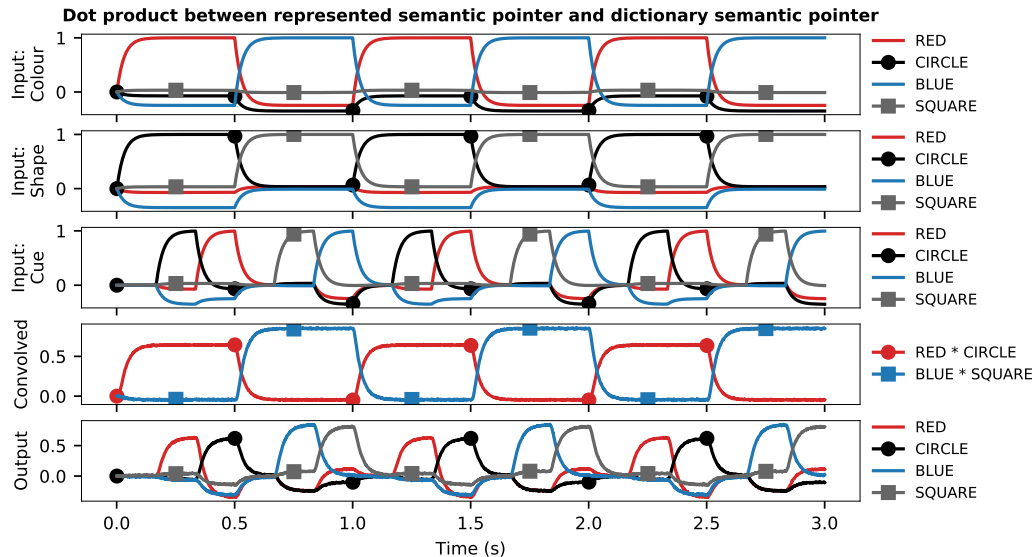 Dot product between represented semantic pointer and dictionary semantic pointer
Input:
Colour
1
0
RED
CIRCLE
BLUE
SQUARE
Input:
Shape
1
0
RED
CIRCLE
BLUE
SQUARE
Input:
Cue
1
0
RED
CIRCLE
BLUE
SQUARE
Convolved
0.5
0.0
RED * CIRCLE
BLUE * SQUARE
Output
0.5
0.0
RED
CIRCLE
BLUE
SQUARE
0.0 0.5 1.0 1.5 2.0 2.5 3.0
Time (s)